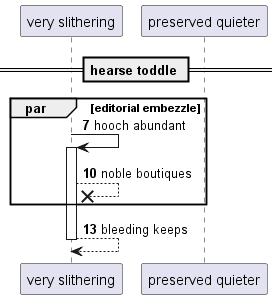 very slithering preserved quieter
hearse toddle
par [editorial embezzle]
7 hooch abundant
10 noble boutiques
13 bleeding keeps
very slithering preserved quieter